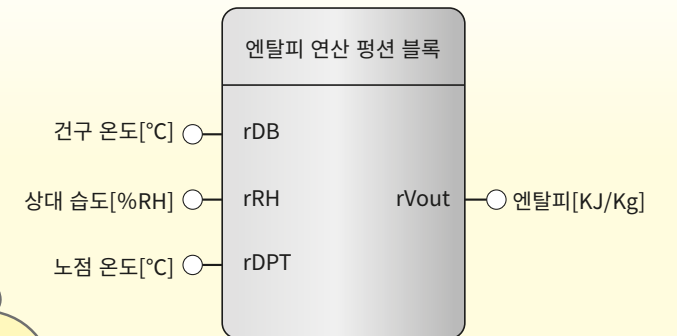 엔탈피 연산 펑션 블록
건구 온도[°C] rDB
상대 습도[%RH] rRH rVout 엔탈피[KJ/Kg]
노점 온도[°C] rDPT